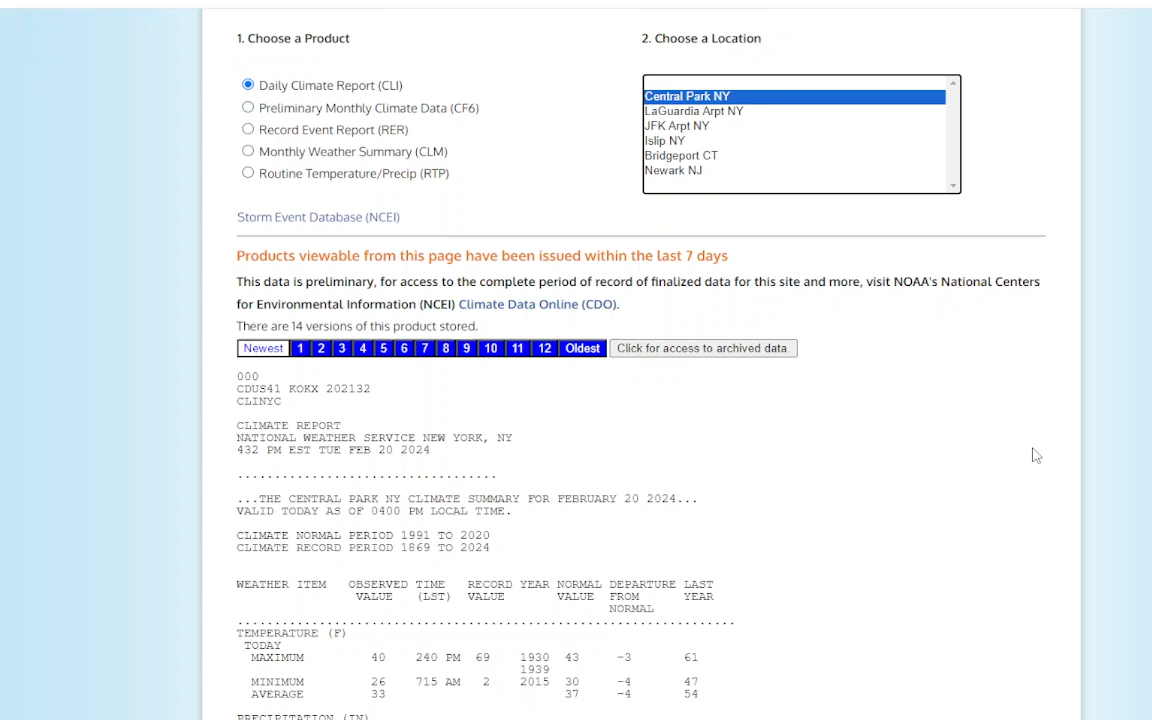 1. Choose a Product
2. Choose a Location
Daily Climate Report (CLI)
Preliminary Monthly Climate Data (CF6)
Record Event Report (RER)
Monthly Weather Summary (CLM)
Routine Temperature/Precip (RTP)
Central Park NY
LaGuardia Arpt NY
JFK Arpt NY
Islip NY
Bridgeport CT
Newark NJ
Storm Event Database (NCEI)
Products viewable from this page have been issued within the last 7 days
This data is preliminary, for access to the complete period of record of finalized data for this site and more, visit NOAA's National Centers
for Environmental Information (NCEI) Climate Data Online (CDO).
There are 14 versions of this product stored.
Newest 1 2 3 4 5 6 7 8 9 10 11 12 Oldest Click for access to archived data.
000
CDUS41 KOKX 202132
CLINYC
CLIMATE REPORT
NATIONAL WEATHER SERVICE NEW YORK, NY
432 PM EST TUE FEB 20 2024
...................................
...THE CENTRAL PARK NY CLIMATE SUMMARY FOR FEBRUARY 20 2024...
VALID TODAY AS OF 0400 PM LOCAL TIME.
CLIMATE NORMAL PERIOD 1991 TO 2020
CLIMATE RECORD PERIOD 1869 TO 2024
WEATHER ITEM OBSERVED TIME RECORD YEAR NORMAL DEPARTURE LAST
VALUE (LST) VALUE VALUE FROM YEAR
NORMAL
..................................................................
TEMPERATURE (F)
TODAY
MAXIMUM 40 240 PM 69 1930 43 -3 61
1939
MINIMUM 26 715 AM 2 2015 30 -4 47
AVERAGE 33 37 -4 54
PRECIPITATION (IN)